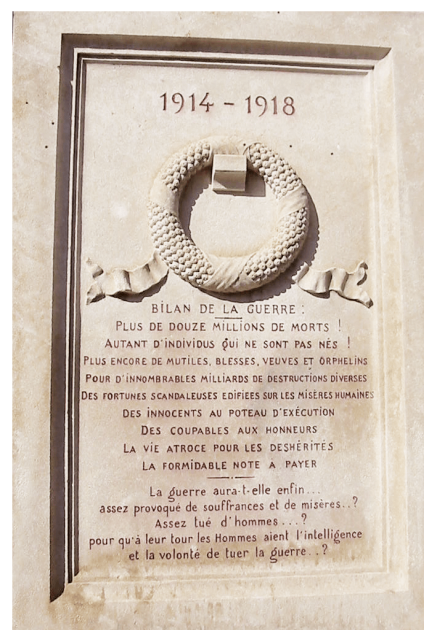 1914 - 1918
BILAN DE LA GUERRE :
PLUS DE DOUZE MILLIONS DE MORTS !
AUTANT D'INDIVIDUS QUI NE SONT PAS NÉS !
PLUS ENCORE DE MUTILES, BLESSES, VEUVES ET ORPHELINS
POUR D'INNOMBRABLES MILLIARDS DE DESTRUCTIONS DIVERSES
DES FORTUNES SCANDALEUSES EDIFIEES SUR LES MISÈRES HUMAINES
DES INNOCENTS AU POTEAU D'EXÉCUTION
DES COUPABLES AUX HONNEURS
LA VIE ATROCE POUR LES DESHÉRITÉS
LA FORMIDABLE NOTE A PAYER
La guerre aura-t-elle enfin...
assez provoqué de souffrances et de misères..?
Assez tué d'hommes...?
pour qu'à leur tour les Hommes aient l'intelligence
et la volonté de tuer la guerre..?